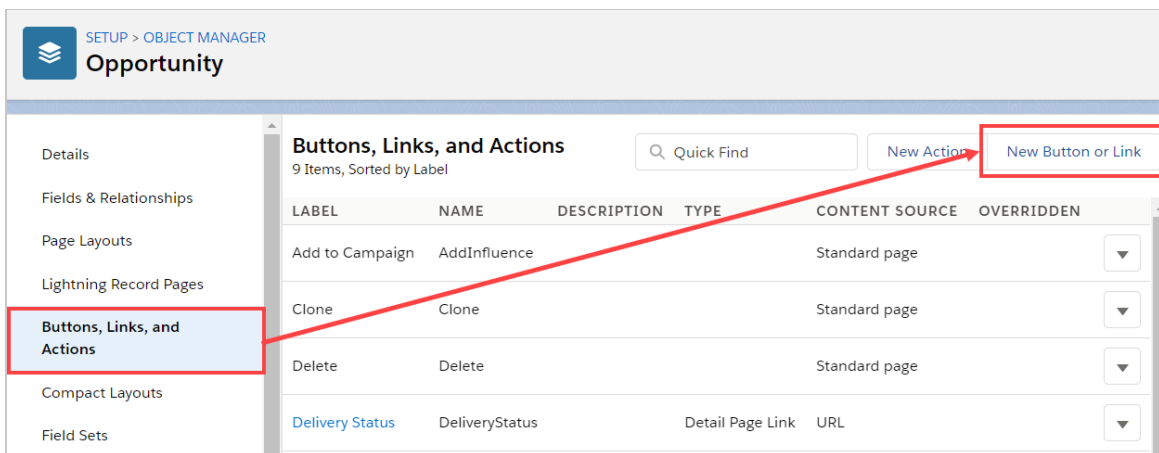 SETUP > OBJECT MANAGER
Opportunity
Details
Fields & Relationships
Page Layouts
Lightning Record Pages
Buttons, Links, and
Actions
Compact Layouts
Field Sets
Buttons, Links, and Actions
9 Items, Sorted by Label
Quick Find
New Action
New Button or Link
LABEL NAME DESCRIPTION TYPE CONTENT SOURCE OVERRIDDEN
Add to Campaign AddInfluence Standard page
Clone Clone Standard page
Delete Delete Standard page
Delivery Status DeliveryStatus Detail Page Link URL